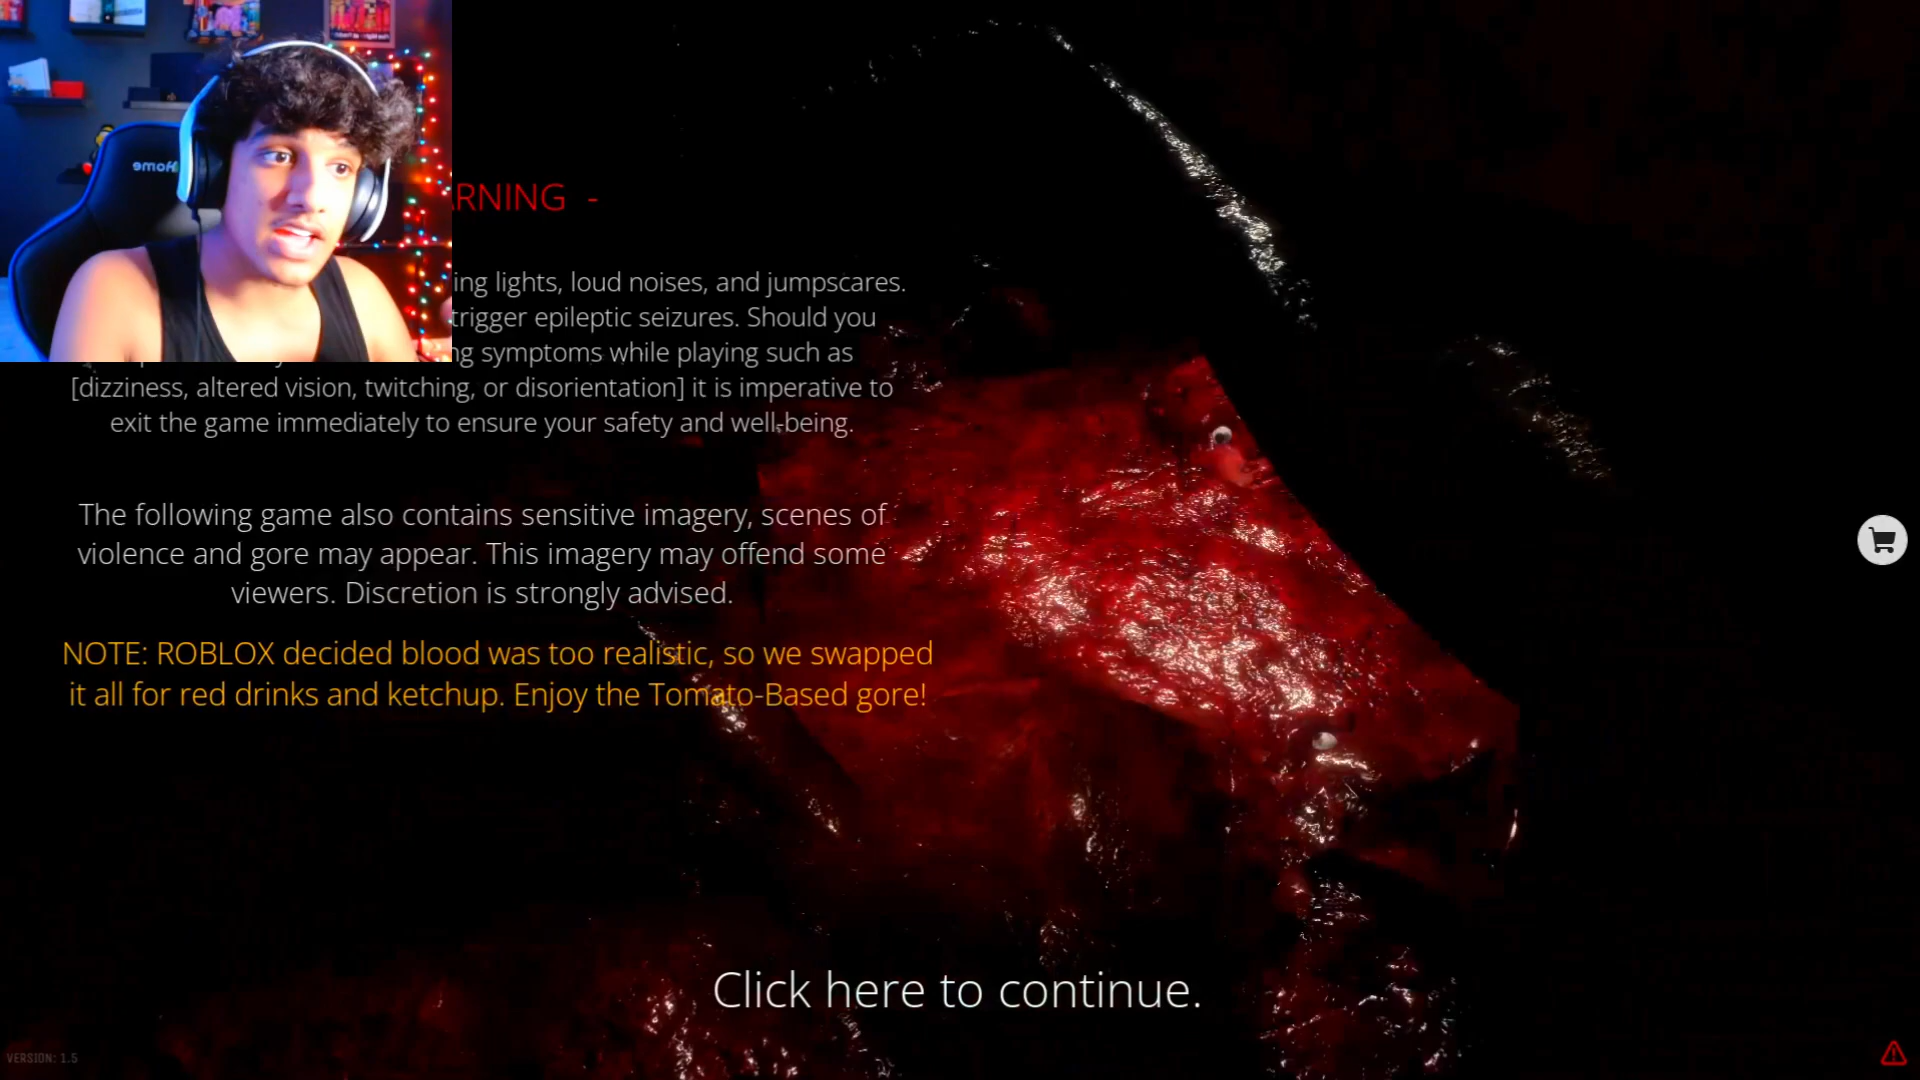 RNING -
ing lights, loud noises, and jumpscares.
trigger epileptic seizures. Should you
ng symptoms while playing such as
[dizziness, altered vision, twitching, or disorientation] it is imperative to
exit the game immediately to ensure your safety and well-being.
The following game also contains sensitive imagery, scenes of
violence and gore may appear. This imagery may offend some
viewers. Discretion is strongly advised.
NOTE: ROBLOX decided blood was too realistic, so we swapped
it all for red drinks and ketchup. Enjoy the Tomato-Based gore!
Click here to continue.
VERSION: 1.5